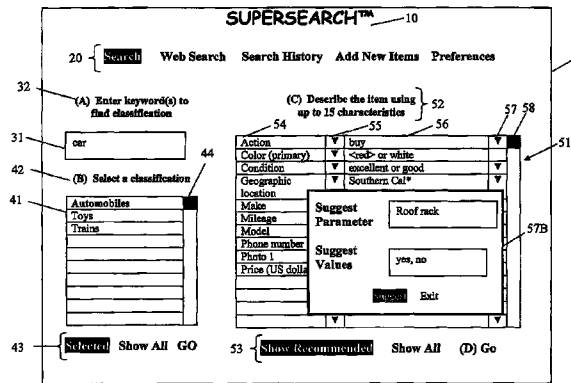 SUPERSEARCH™ 10
20 Search Web Search Search History Add New Items Preferences
32
(A) Enter keyword(s) to
find classification
31
car
42
(B) Select a classification
44
41
Automobiles
Toys
Trains
43 Selected Show All GO
(C) Describe the item using
up to 15 characteristics
52
54 55 56 57 58
51
Action buy
Color (primary) <red> or white
Condition excellent or good
Geographic Southern Cal*
location
Make
Mileage
Model
Phone number
Photo 1
Price (US dolla
Suggest
Parameter
Roof rack
Suggest
Values
yes, no
Suggest Exit
57B
53 Show Recommended Show All (D) Go